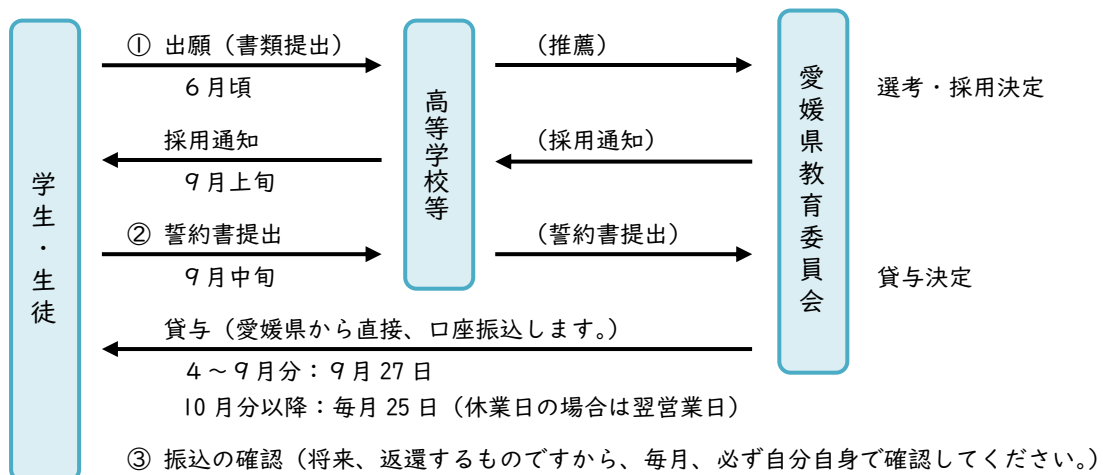 ① 出願（書類提出）
６月頃
（推薦）
選考・採用決定
採用通知
９月上旬
（採用通知）
② 誓約書提出
９月中旬
（誓約書提出）
貸与決定
貸与（愛媛県から直接、口座振込します。）
４～９月分：９月 27 日
10 月分以降：毎月 25 日（休業日の場合は翌営業日）
③ 振込の確認（将来、返還するものですから、毎月、必ず自分自身で確認してください。）
学生・生徒
高等学校等
愛媛県教育委員会